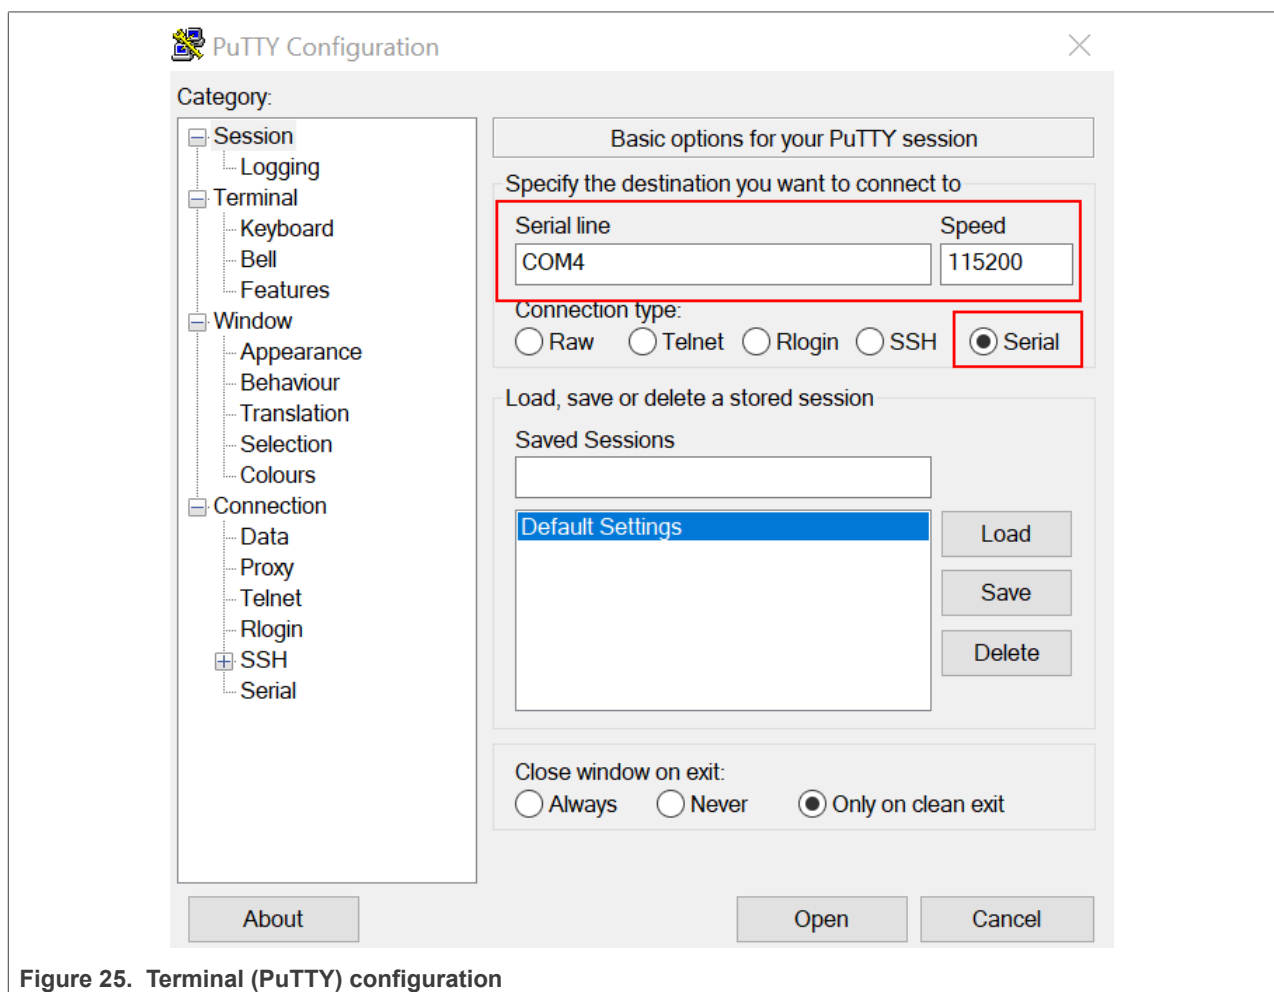 PuTTY Configuration
Category:
Session
Logging
Terminal
Keyboard
Bell
Features
Window
Appearance
Behaviour
Translation
Selection
Colours
Connection
Data
Proxy
Telnet
Rlogin
SSH
Serial
Basic options for your PuTTY session
Specify the destination you want to connect to
Serial line Speed
COM4 115200
Connection type:
Raw Telnet Rlogin SSH Serial
Load, save or delete a stored session
Saved Sessions
Default Settings
Load
Save
Delete
Close window on exit:
Always Never Only on clean exit
About Open Cancel
Figure 25. Terminal (PuTTY) configuration